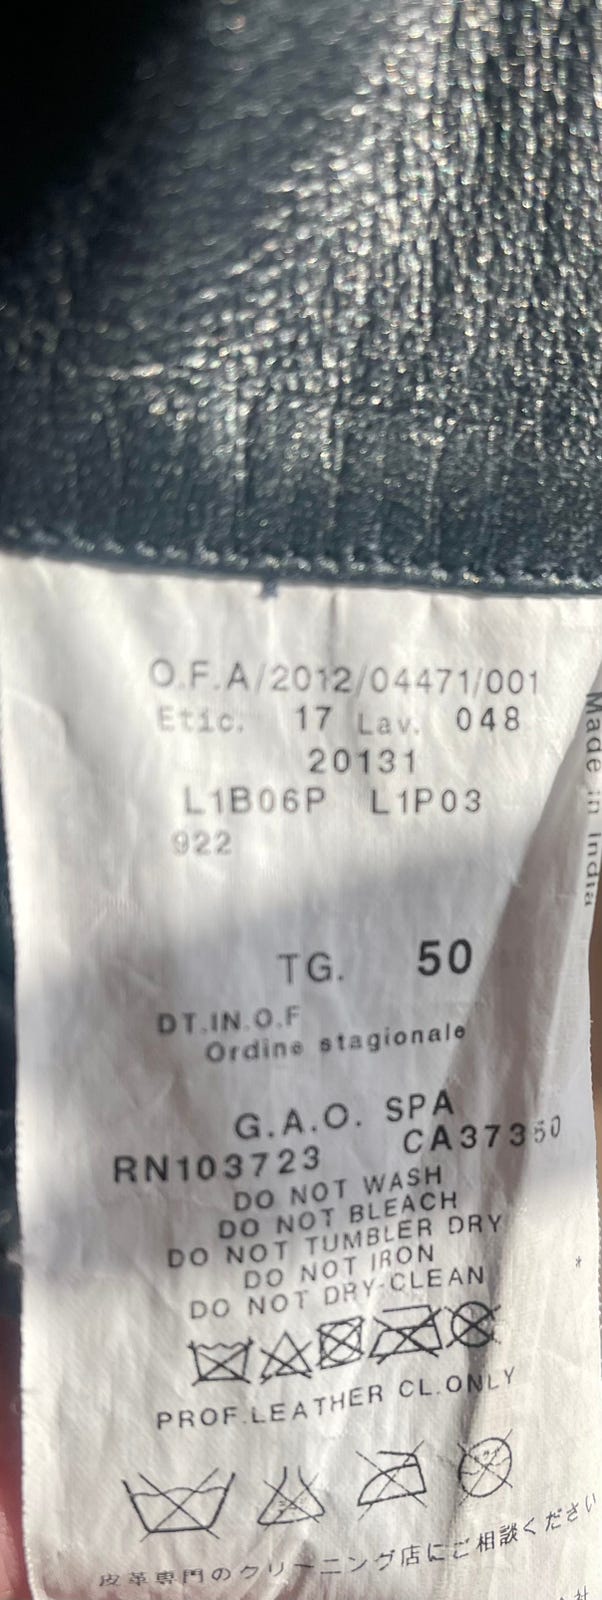 O.F.A/2012/04471/001
Etic. 17 Lav. 048
20131
L1B06P L1P03
922
TG. 50
DT.IN.O.F
Ordine stagionale
G.A.O. SPA
RN103723 CA37350
DO NOT WASH
DO NOT BLEACH
DO NOT TUMBLER DRY
DO NOT IRON
DO NOT DRY-CLEAN
PROF.LEATHER CL.ONLY
皮革専門のクリーニング店にご相談ください
Made in India
*
会社